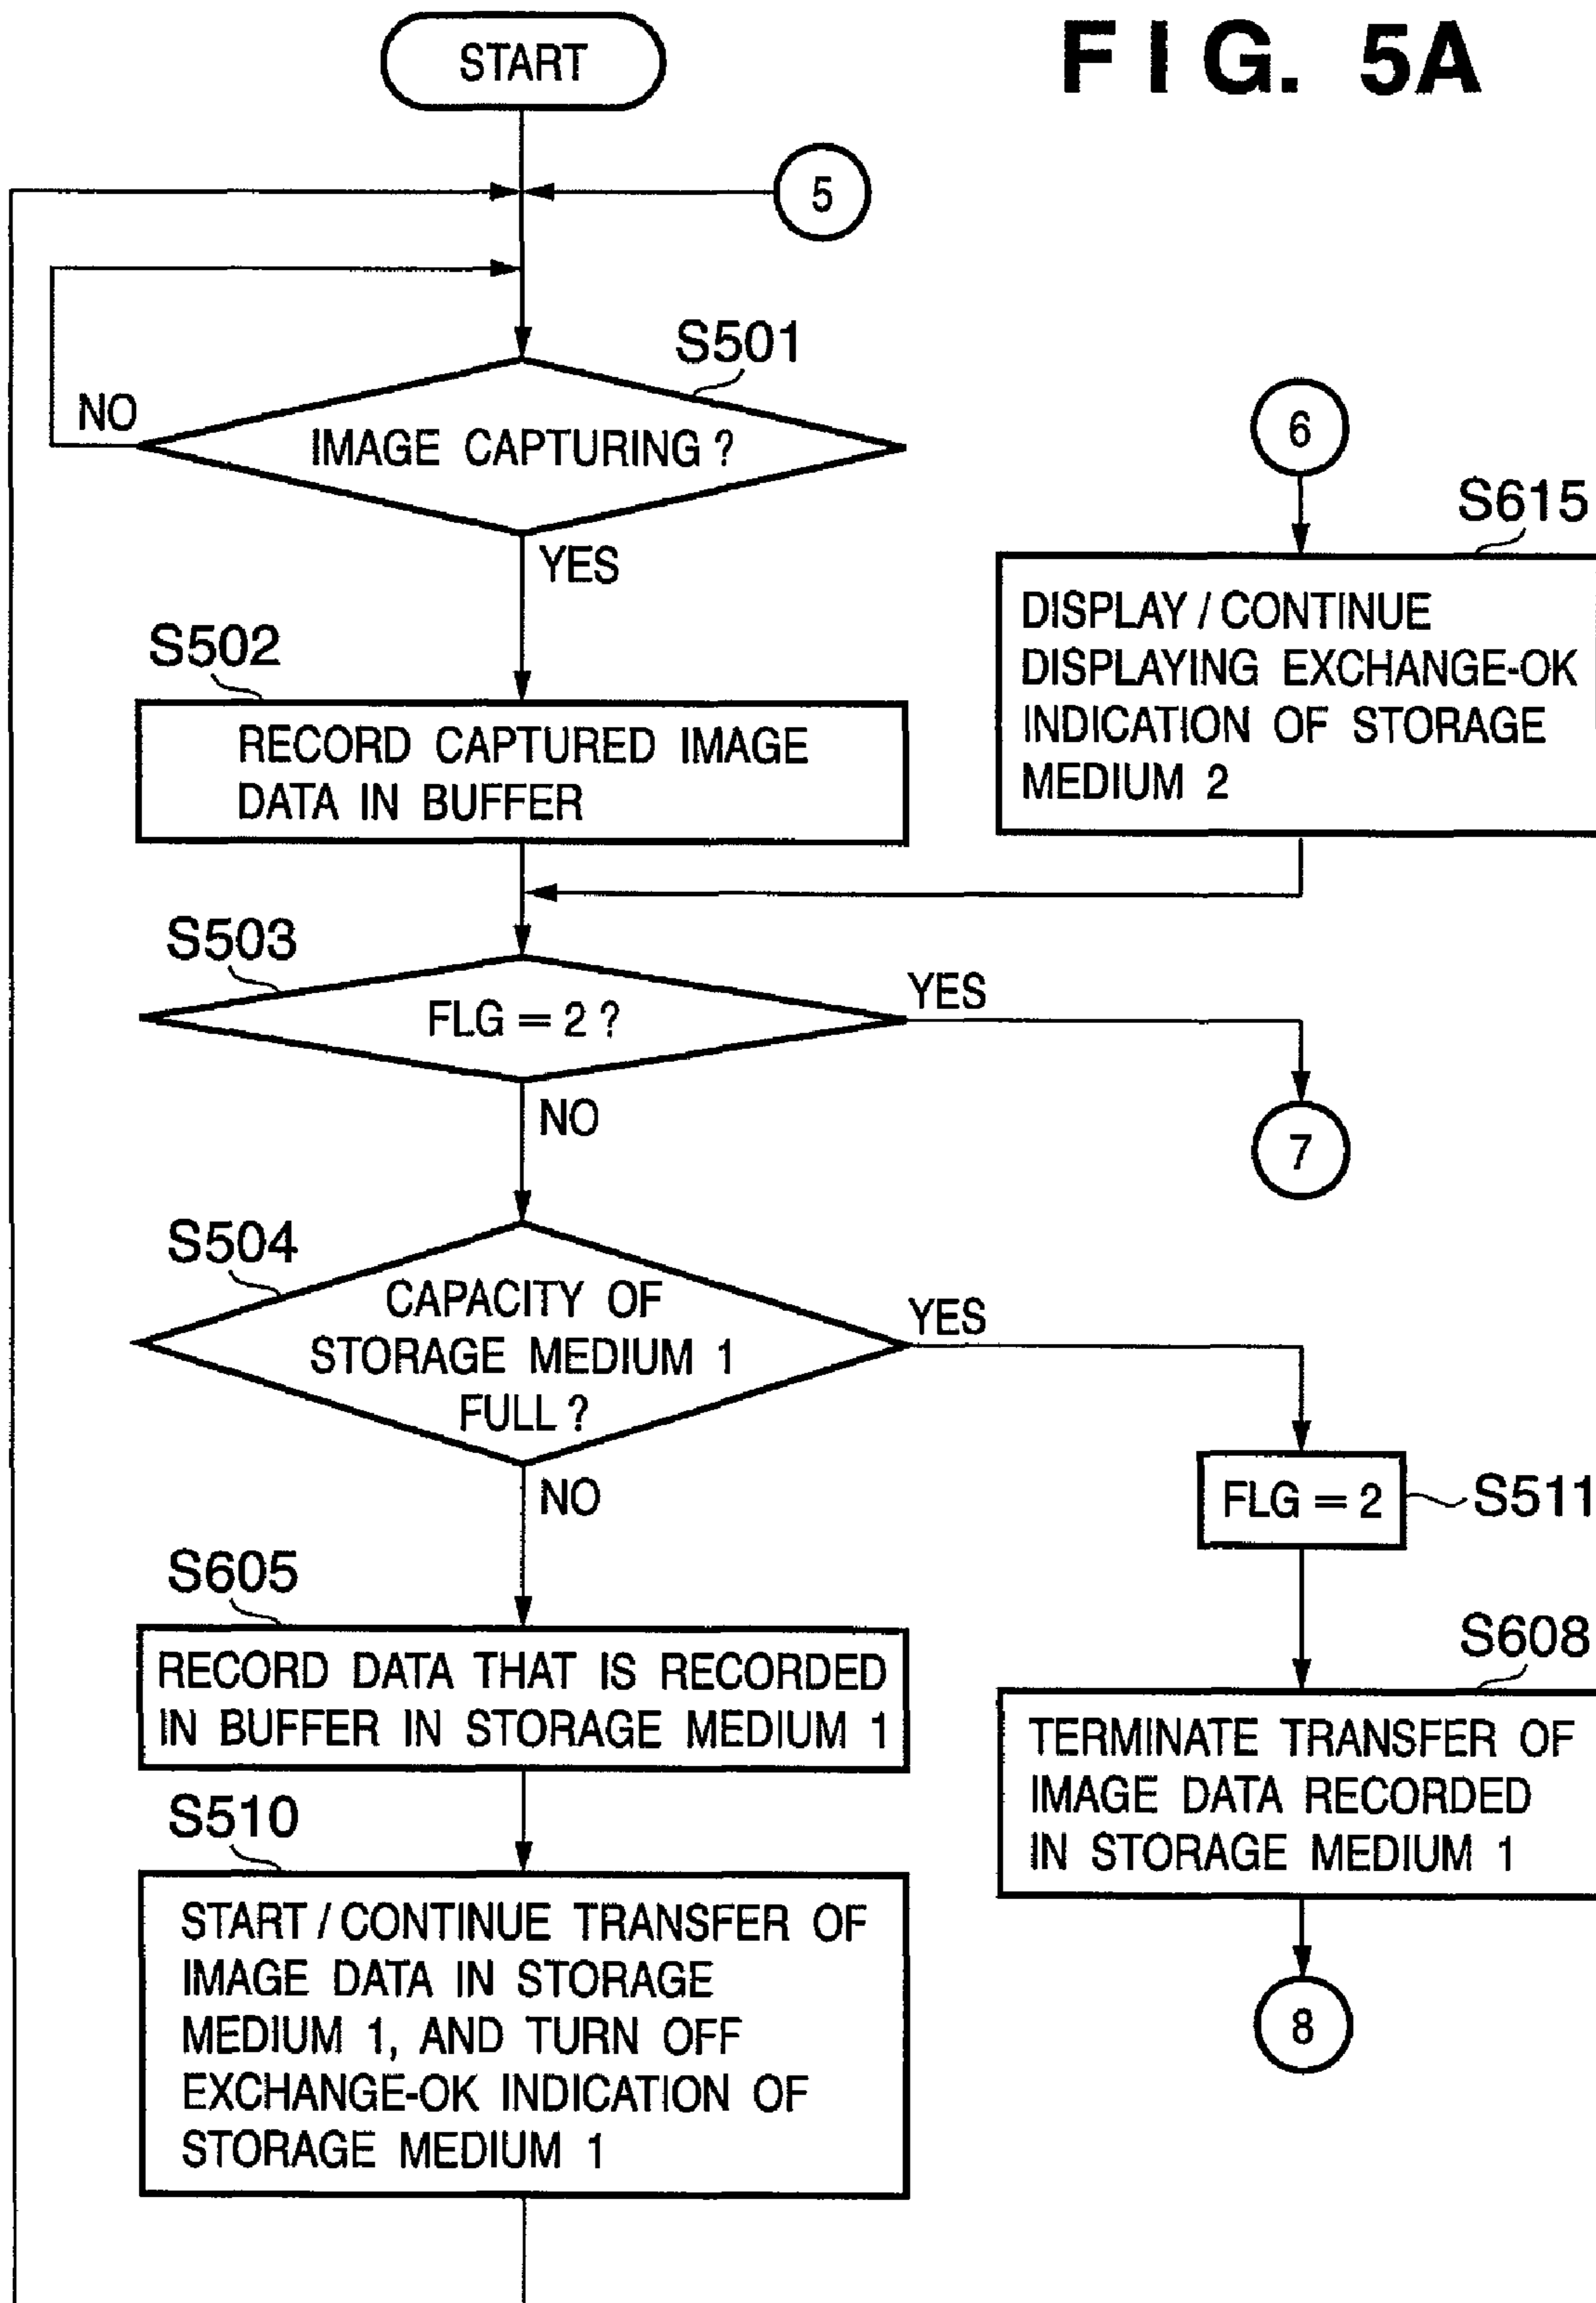 FIG. 5A
START
5
S501
NO
IMAGE CAPTURING ?
YES
6
S615
DISPLAY / CONTINUE
DISPLAYING EXCHANGE-OK
INDICATION OF STORAGE
MEDIUM 2
S502
RECORD CAPTURED IMAGE
DATA IN BUFFER
S503
FLG = 2 ?
YES
NO
7
S504
CAPACITY OF
STORAGE MEDIUM 1
FULL ?
YES
NO
FLG = 2
S511
S605
RECORD DATA THAT IS RECORDED
IN BUFFER IN STORAGE MEDIUM 1
S608
TERMINATE TRANSFER OF
IMAGE DATA RECORDED
IN STORAGE MEDIUM 1
S510
START / CONTINUE TRANSFER OF
IMAGE DATA IN STORAGE
MEDIUM 1, AND TURN OFF
EXCHANGE-OK INDICATION OF
STORAGE MEDIUM 1
8